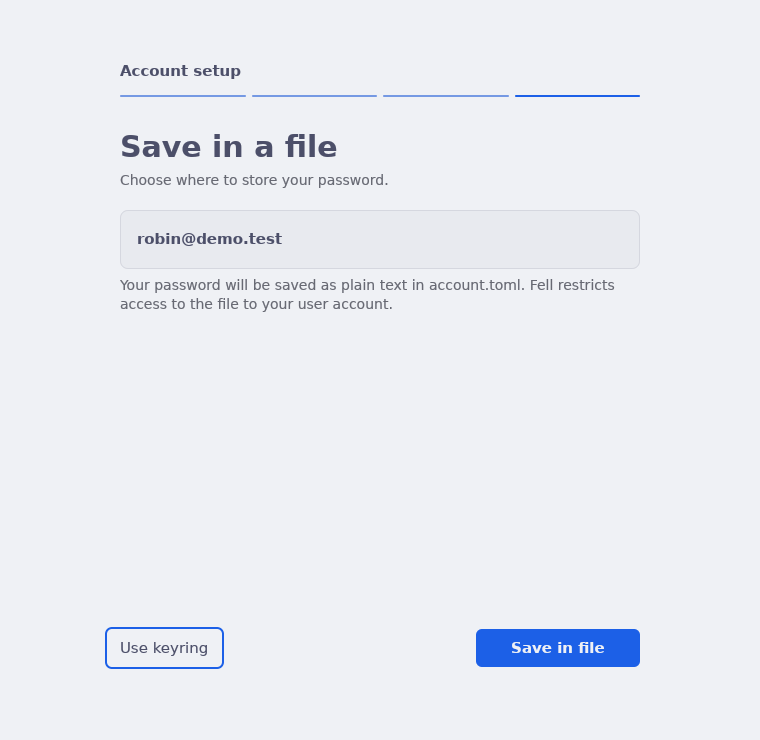 Account setup
Save in a file
Choose where to store your password.
robin@demo.test
Your password will be saved as plain text in account.toml. Fell restricts
access to the file to your user account.
Use keyring
Save in file